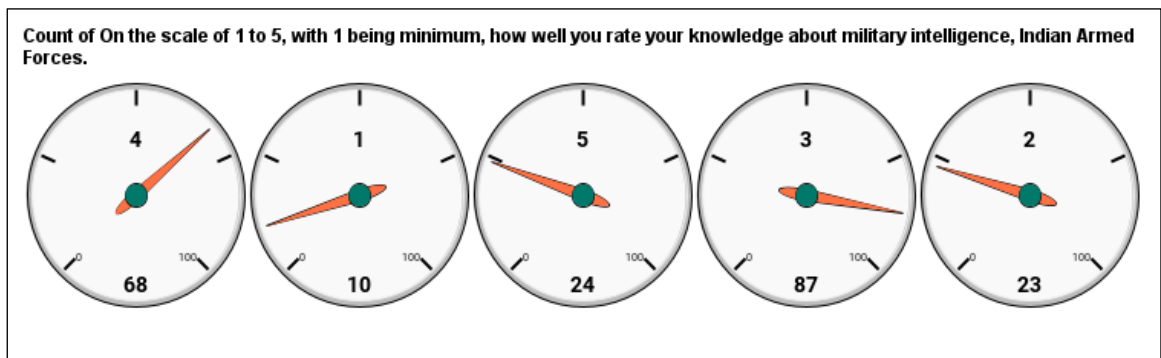 Count of On the scale of 1 to 5, with 1 being minimum, how well you rate your knowledge about military intelligence, Indian Armed
Forces.
4 1 5 3 2
0 100 0 100 0 100 0 100 0 100
68 10 24 87 23